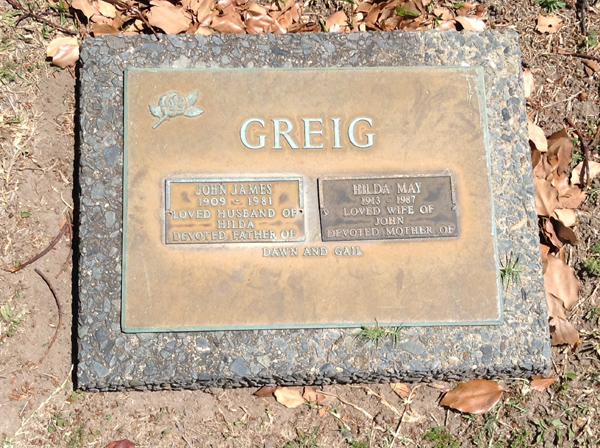 GREIG
JOHN JAMES
1909 - 1981
LOVED HUSBAND OF
HILDA
DEVOTED FATHER OF
HILDA MAY
1913 - 1987
LOVED WIFE OF
JOHN
DEVOTED MOTHER OF
DAWN AND GAIL